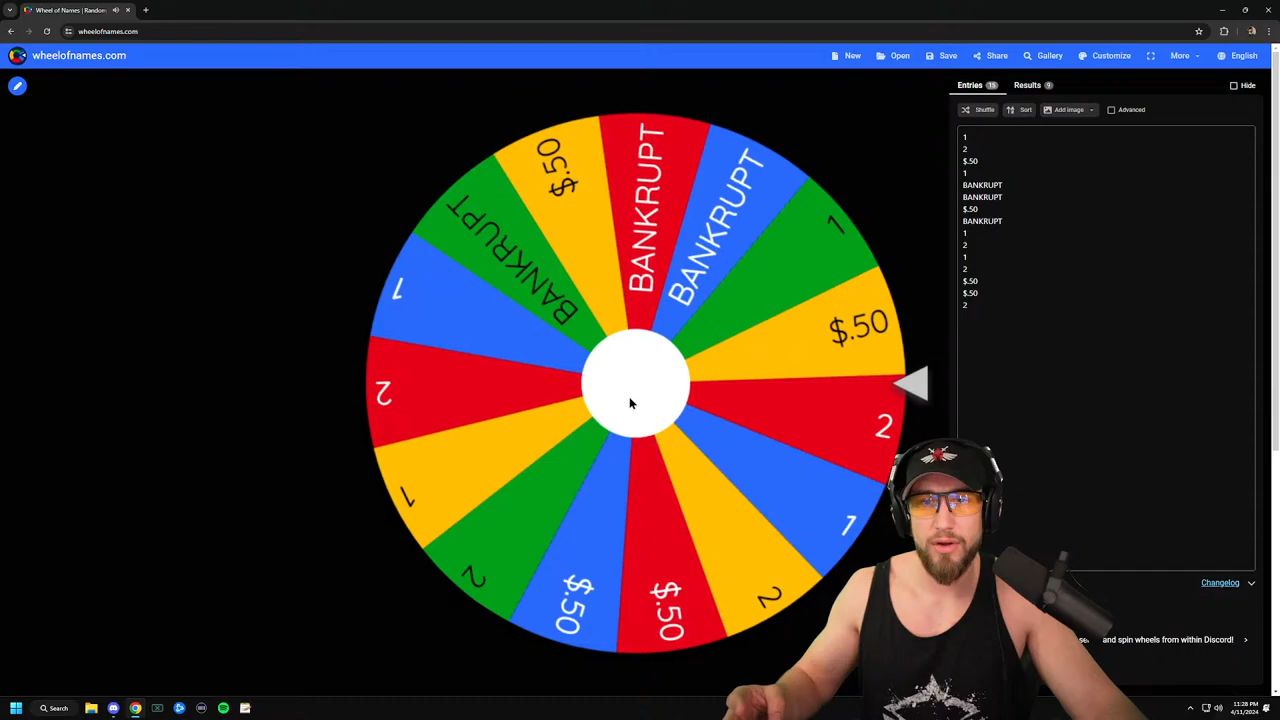 Wheel of Names | Random
wheelofnames.com
wheelofnames.com
New
Open
Save
Share
Gallery
Customize
More
English
Entries 15
Results 9
Hide
Shuffle
Sort
Add image
Advanced
1
2
$.50
1
BANKRUPT
BANKRUPT
$.50
BANKRUPT
1
2
1
2
$.50
$.50
2
BANKRUPT
BANKRUPT
1
$.50
2
1
2
$.50
$.50
2
1
2
1
BANKRUPT
$.50
Changelog
and spin wheels from within Discord!
Search
11:28 PM
4/11/2024